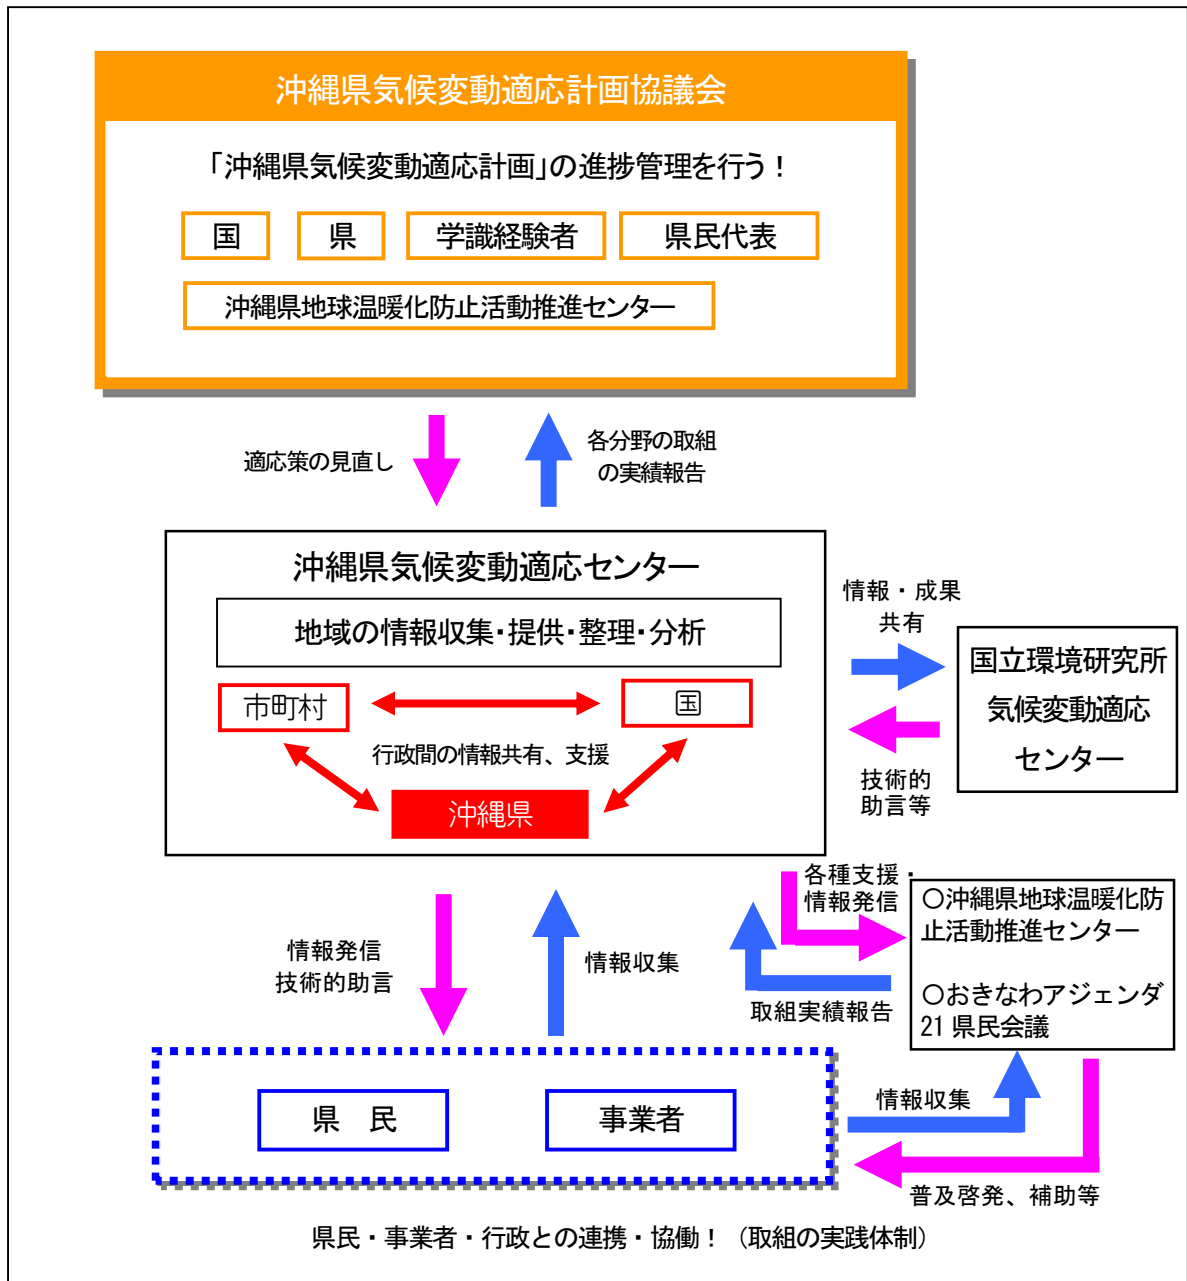 沖縄県気候変動適応計画協議会
「沖縄県気候変動適応計画」の進捗管理を行う！
国
県
学識経験者
県民代表
沖縄県地球温暖化防止活動推進センター
適応策の見直し
各分野の取組
の実績報告
沖縄県気候変動適応センター
地域の情報収集・提供・整理・分析
市町村
国
行政間の情報共有、支援
沖縄県
情報・成果
共有
国立環境研究所
気候変動適応
センター
技術的
助言等
各種支援・
情報発信
〇沖縄県地球温暖化防
止活動推進センター
〇おきなわアジェンダ
21 県民会議
取組実績報告
情報発信
技術的助言
情報収集
県　民
事業者
情報収集
普及啓発、補助等
県民・事業者・行政との連携・協働！（取組の実践体制）